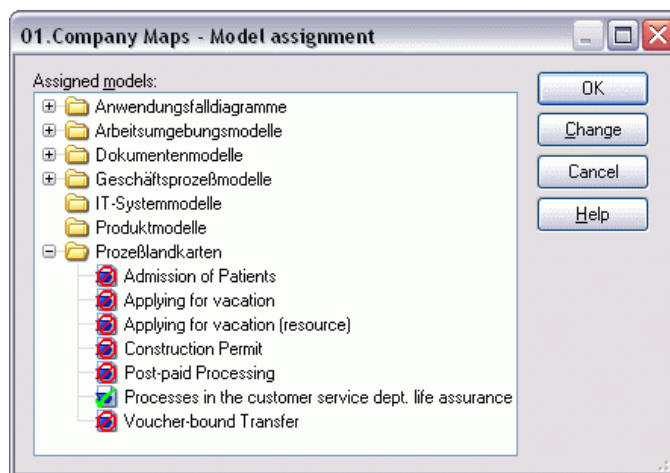 01.Company Maps - Model assignment
Assigned models:
Anwendungsfalldiagramme
Arbeitsumgebungsmodelle
Dokumentenmodelle
Geschäftsprozeßmodelle
IT-Systemmodelle
Produktmodelle
Prozeßlandkarten
Admission of Patients
Applying for vacation
Applying for vacation (resource)
Construction Permit
Post-paid Processing
Processes in the customer service dept. life assurance
Voucher-bound Transfer
OK
Change
Cancel
Help